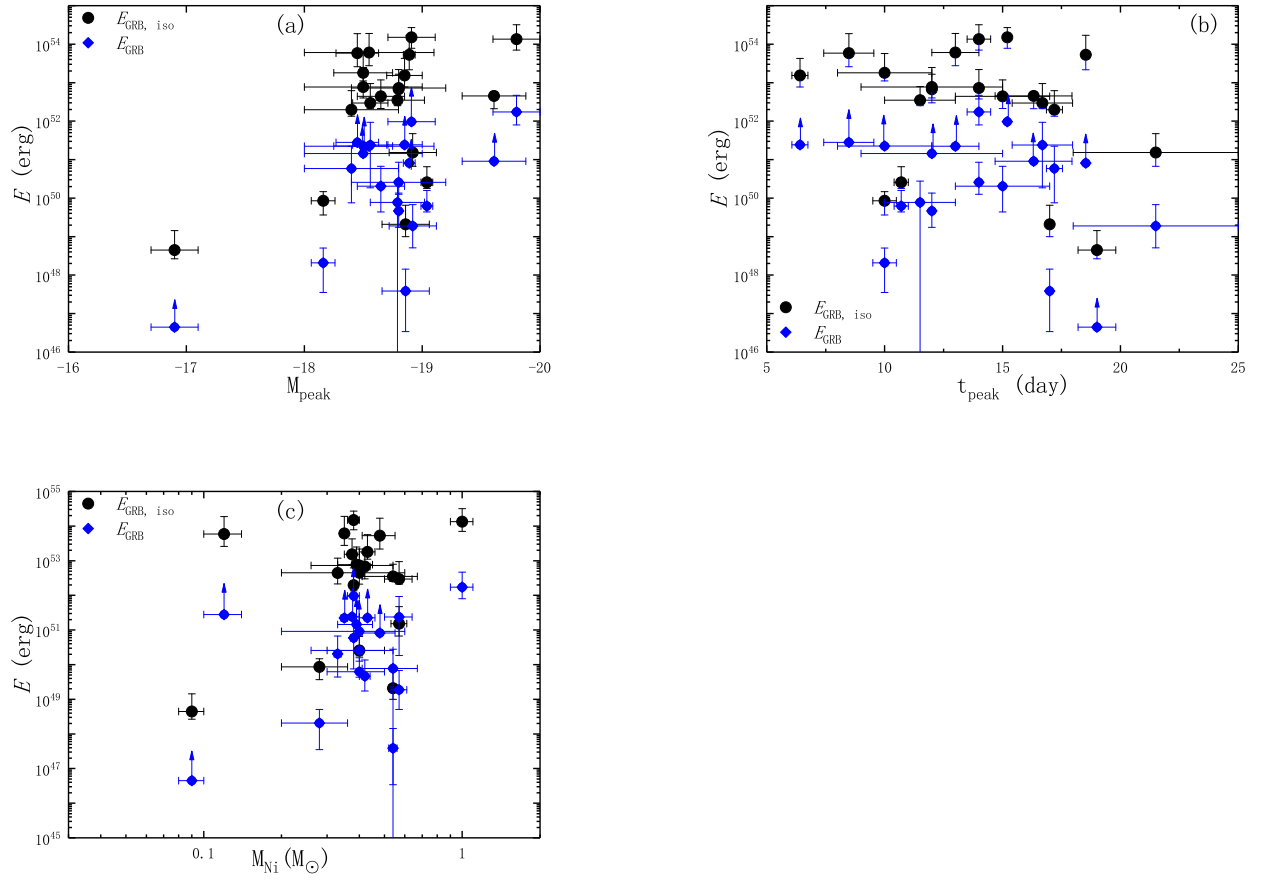 (a)
E_GRB, iso
E_GRB
10^54
10^52
10^50
10^48
10^46
E (erg)
-16 -17 -18 -19 -20
M_peak
(b)
10^54
10^52
10^50
10^48
10^46
E (erg)
E_GRB, iso
E_GRB
5 10 15 20 25
t_peak (day)
(c)
E_GRB, iso
E_GRB
10^55
10^53
10^51
10^49
10^47
10^45
E (erg)
0.1 1
M_Ni(M_⊙)